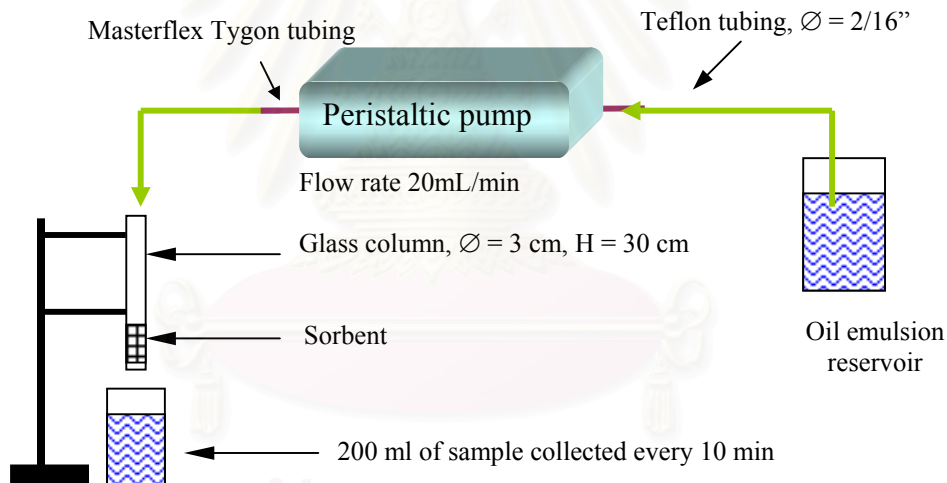 Masterflex Tygon tubing
Teflon tubing, ∅ = 2/16”
Peristaltic pump
Flow rate 20mL/min
Glass column, ∅ = 3 cm, H = 30 cm
Sorbent
Oil emulsion
reservoir
200 ml of sample collected every 10 min